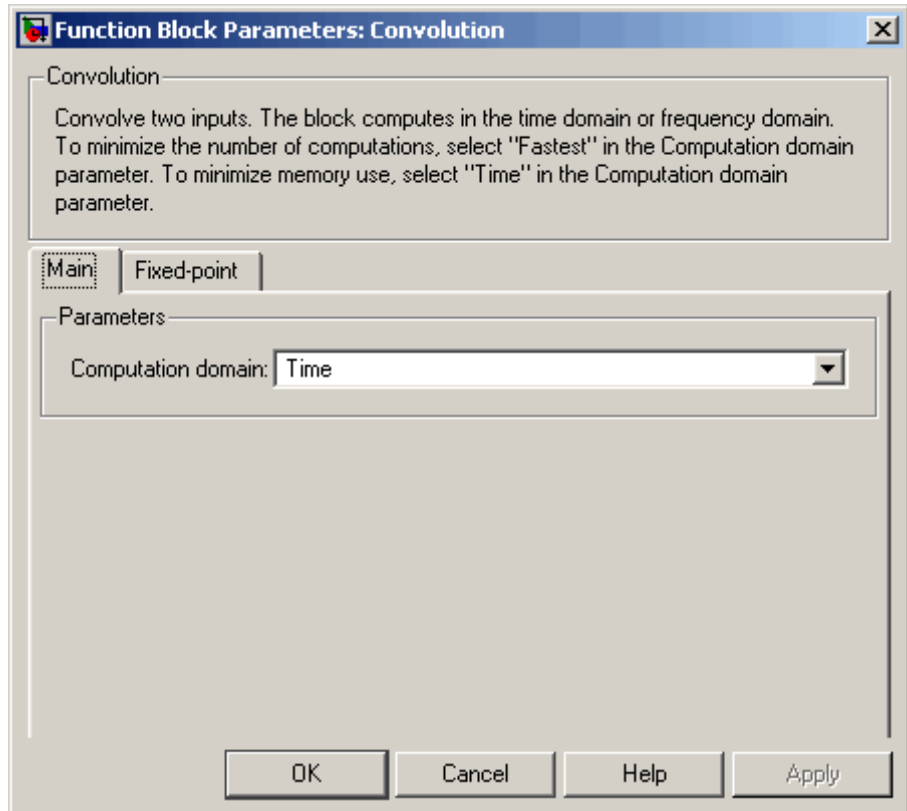 Function Block Parameters: Convolution
Convolution
Convolve two inputs. The block computes in the time domain or frequency domain.
To minimize the number of computations, select "Fastest" in the Computation domain
parameter. To minimize memory use, select "Time" in the Computation domain
parameter.
Main Fixed-point
Parameters
Computation domain: Time
OK Cancel Help Apply